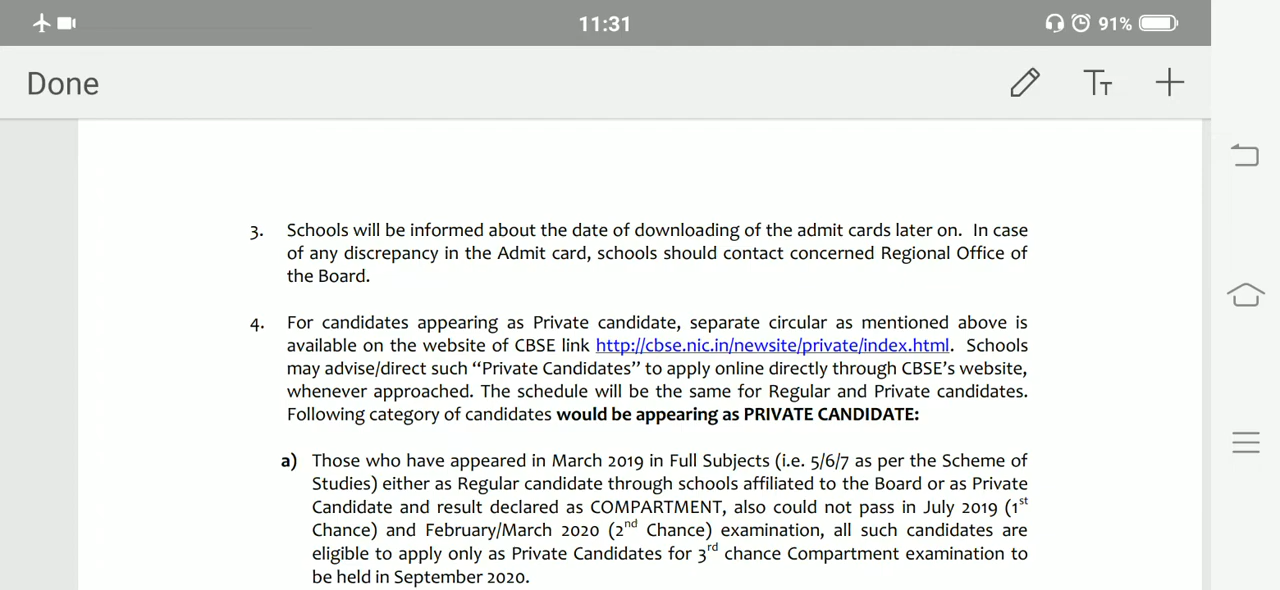 11:31
91%
Done
TT
3. Schools will be informed about the date of downloading of the admit cards later on. In case
of any discrepancy in the Admit card, schools should contact concerned Regional Office of
the Board.
4. For candidates appearing as Private candidate, separate circular as mentioned above is
available on the website of CBSE link http://cbse.nic.in/newsite/private/index.html. Schools
may advise/direct such “Private Candidates” to apply online directly through CBSE’s website,
whenever approached. The schedule will be the same for Regular and Private candidates.
Following category of candidates would be appearing as PRIVATE CANDIDATE:
a) Those who have appeared in March 2019 in Full Subjects (i.e. 5/6/7 as per the Scheme of
Studies) either as Regular candidate through schools affiliated to the Board or as Private
Candidate and result declared as COMPARTMENT, also could not pass in July 2019 (1st
Chance) and February/March 2020 (2nd Chance) examination, all such candidates are
eligible to apply only as Private Candidates for 3rd chance Compartment examination to
be held in September 2020.